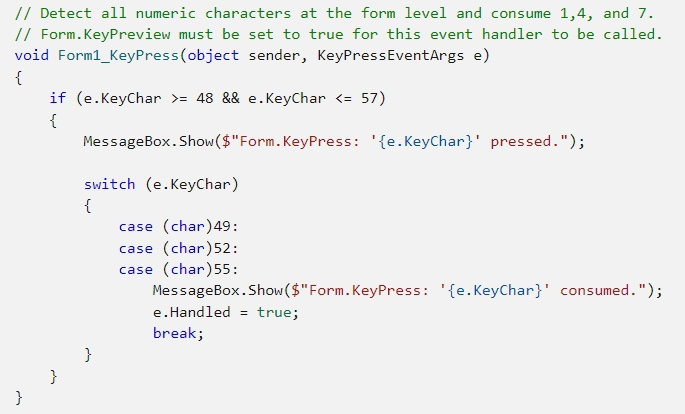 // Detect all numeric characters at the form level and consume 1,4, and 7.
// Form.KeyPreview must be set to true for this event handler to be called.
void Form1_KeyPress(object sender, KeyPressEventArgs e)
{
    if (e.KeyChar >= 48 && e.KeyChar <= 57)
    {
        MessageBox.Show($"Form.KeyPress: '{e.KeyChar}' pressed.");

        switch (e.KeyChar)
        {
            case (char)49:
            case (char)52:
            case (char)55:
                MessageBox.Show($"Form.KeyPress: '{e.KeyChar}' consumed.");
                e.Handled = true;
                break;
        }
    }
}